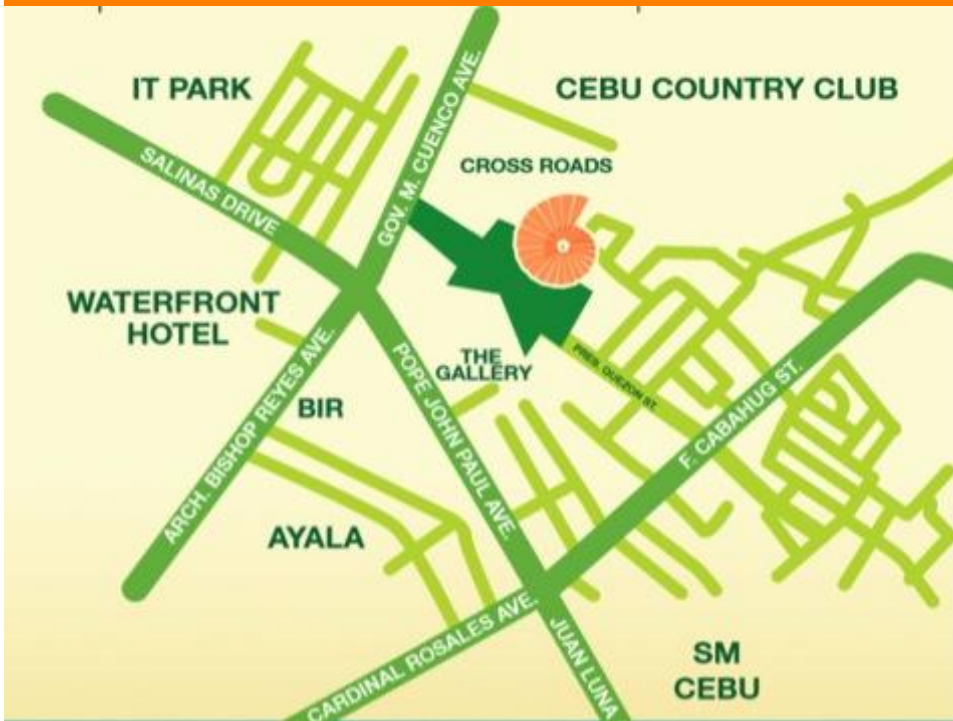 IT PARK
CEBU COUNTRY CLUB
GOV. M. CUENCO AVE.
SALINAS DRIVE
CROSS ROADS
WATERFRONT
HOTEL
THE
GALLERY
PRES. QUEZON ST.
POPE JOHN PAUL AVE.
ARCH. BISHOP REYES AVE.
BIR
F. CABAHUG ST.
AYALA
CARDINAL ROSALES AVE.
JUAN LUNA
SM
CEBU